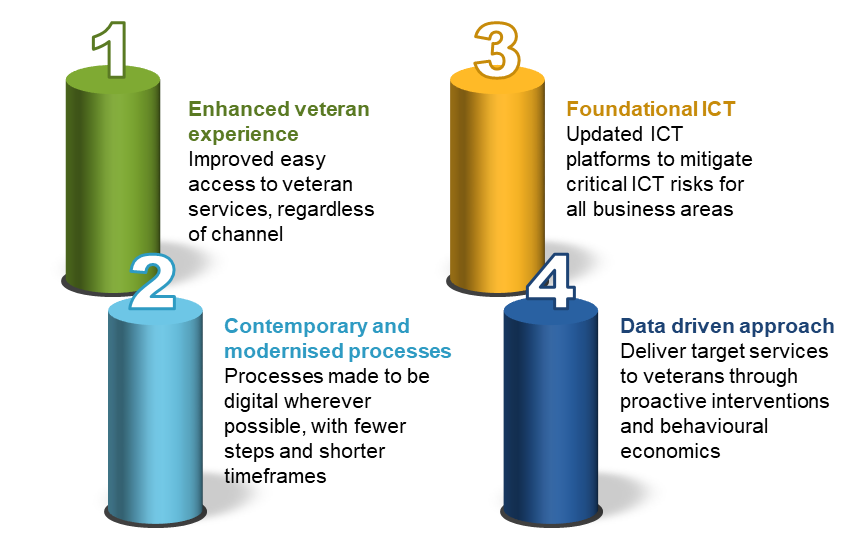 1
Enhanced veteran
experience
Improved easy
access to veteran
services, regardless
of channel
2
Contemporary and
modernised processes
Processes made to be
digital wherever
possible, with fewer
steps and shorter
timeframes
3
Foundational ICT
Updated ICT
platforms to mitigate
critical ICT risks for
all business areas
4
Data driven approach
Deliver target services
to veterans through
proactive interventions
and behavioural
economics